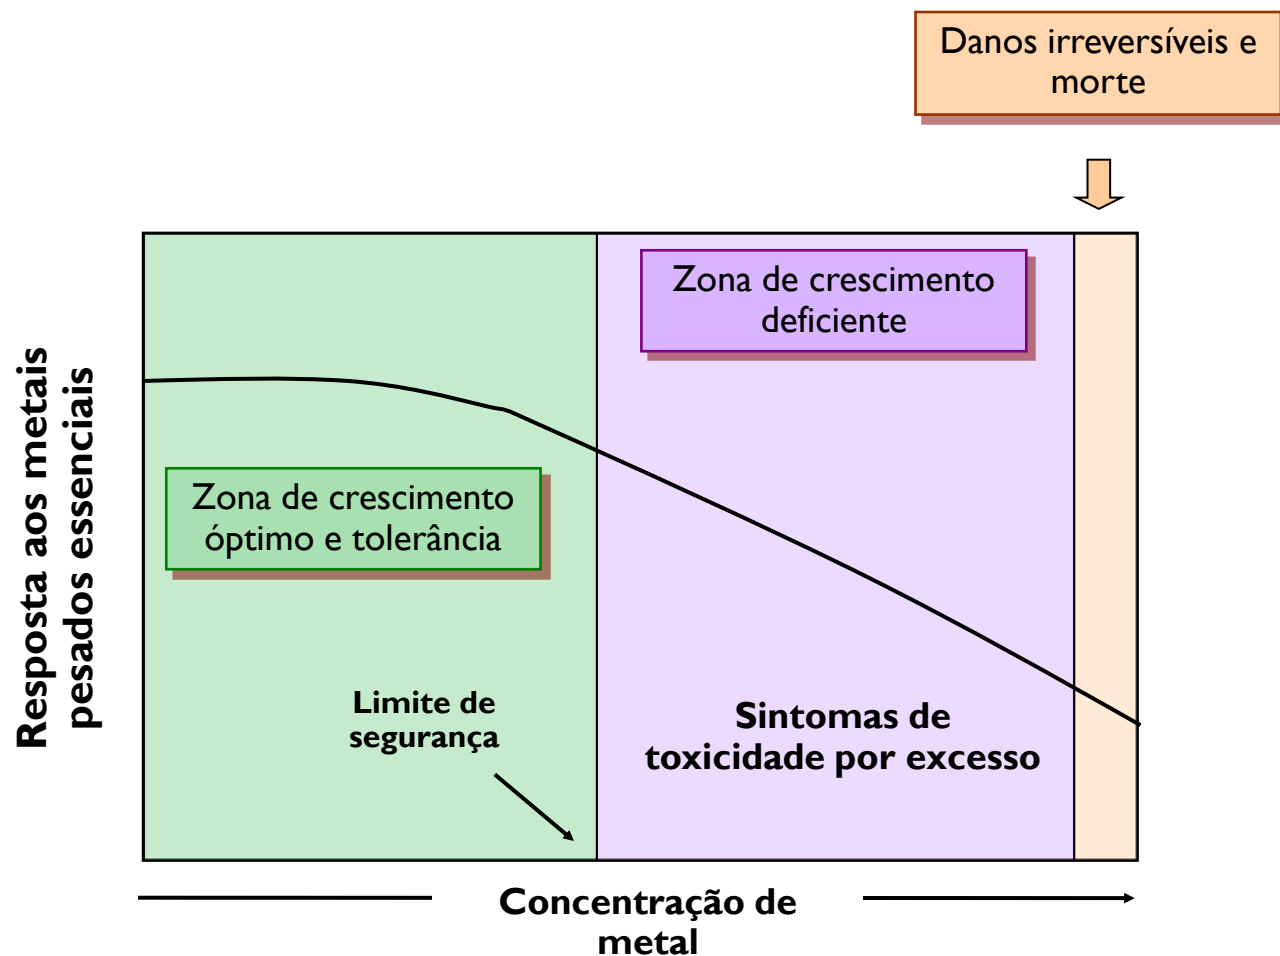 Danos irreversíveis e
morte
Zona de crescimento
deficiente
Resposta aos metais
pesados essenciais
Zona de crescimento
óptimo e tolerância
Limite de
segurança
Sintomas de
toxicidade por excesso
Concentração de
metal